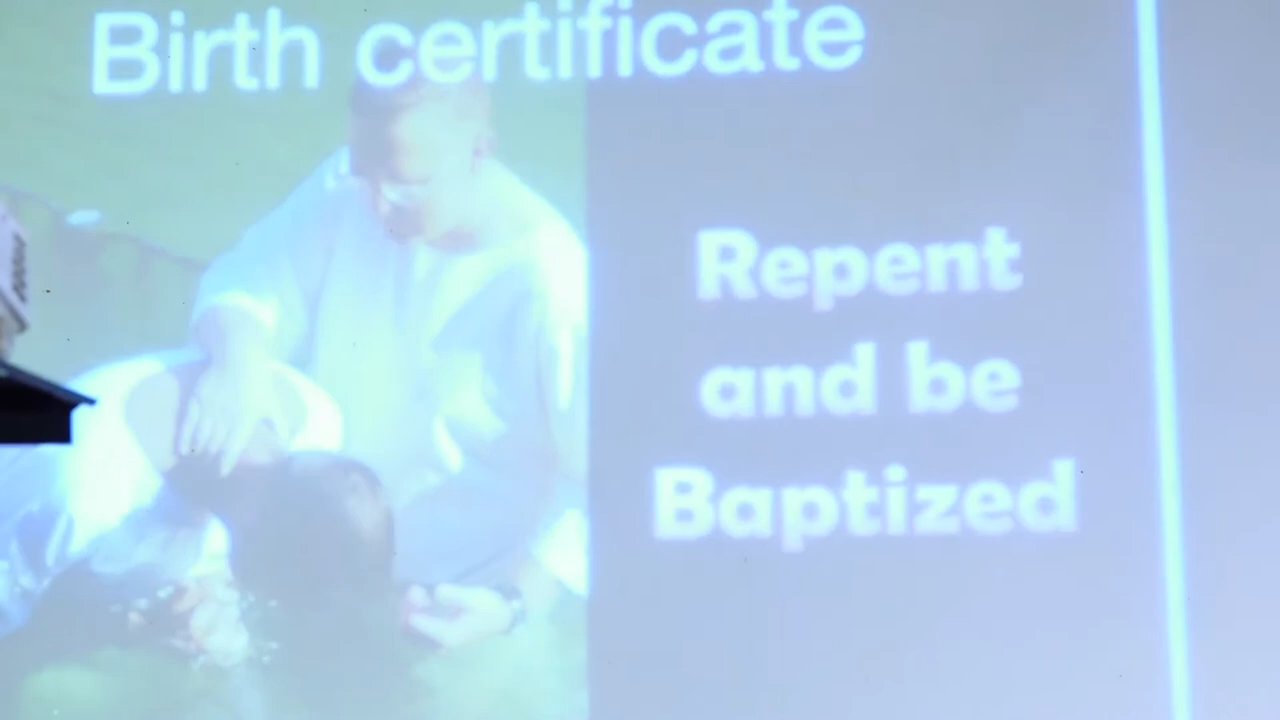 Birth certificate
Repent
and be
Baptized